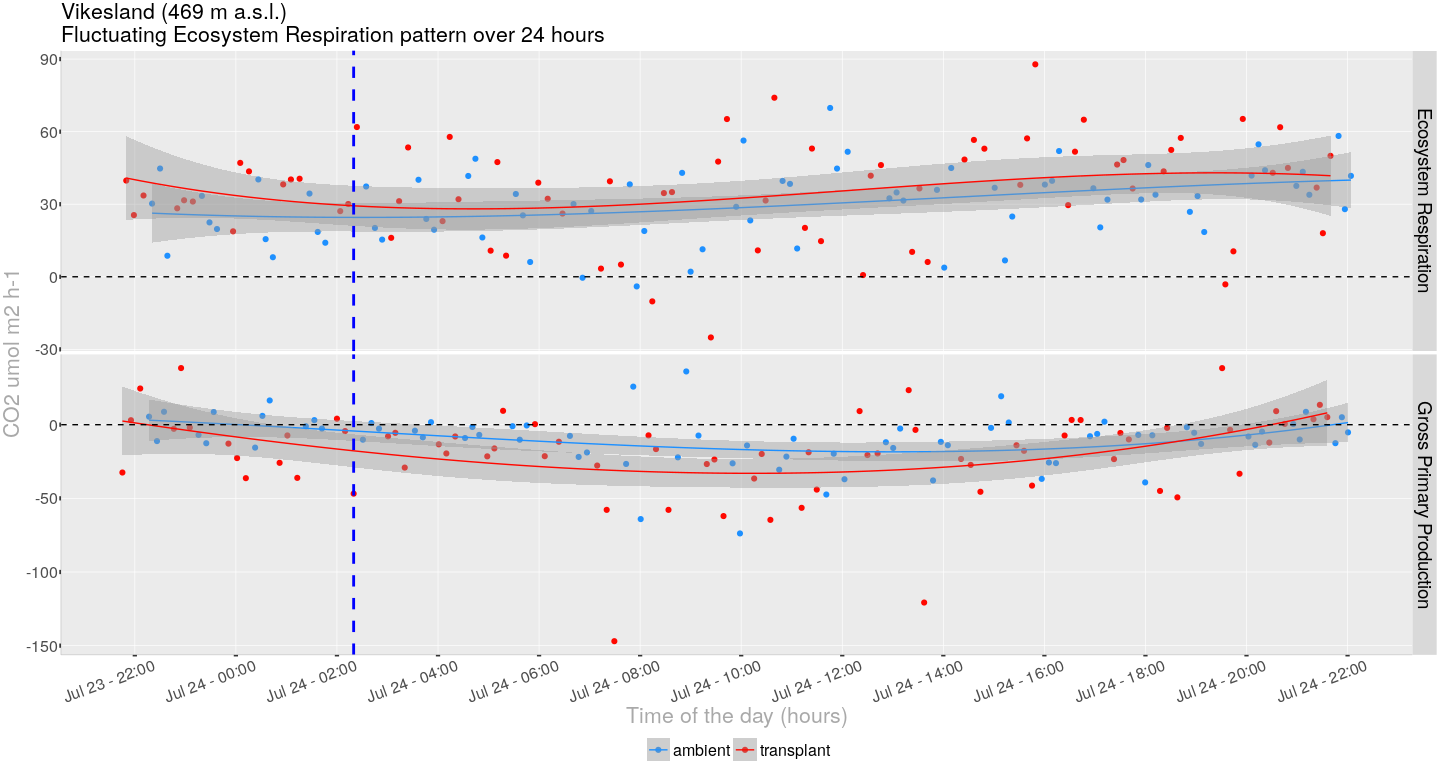 Vikesland (469 m a.s.l.)
Fluctuating Ecosystem Respiration pattern over 24 hours
CO2 umol m2 h-1
90
60
30
0
-30
Ecosystem Respiration
0
-50
-100
-150
Gross Primary Production
Jul 23 - 22:00
Jul 24 - 00:00
Jul 24 - 02:00
Jul 24 - 04:00
Jul 24 - 06:00
Jul 24 - 08:00
Jul 24 - 10:00
Jul 24 - 12:00
Jul 24 - 14:00
Jul 24 - 16:00
Jul 24 - 18:00
Jul 24 - 20:00
Jul 24 - 22:00
Time of the day (hours)
ambient
transplant